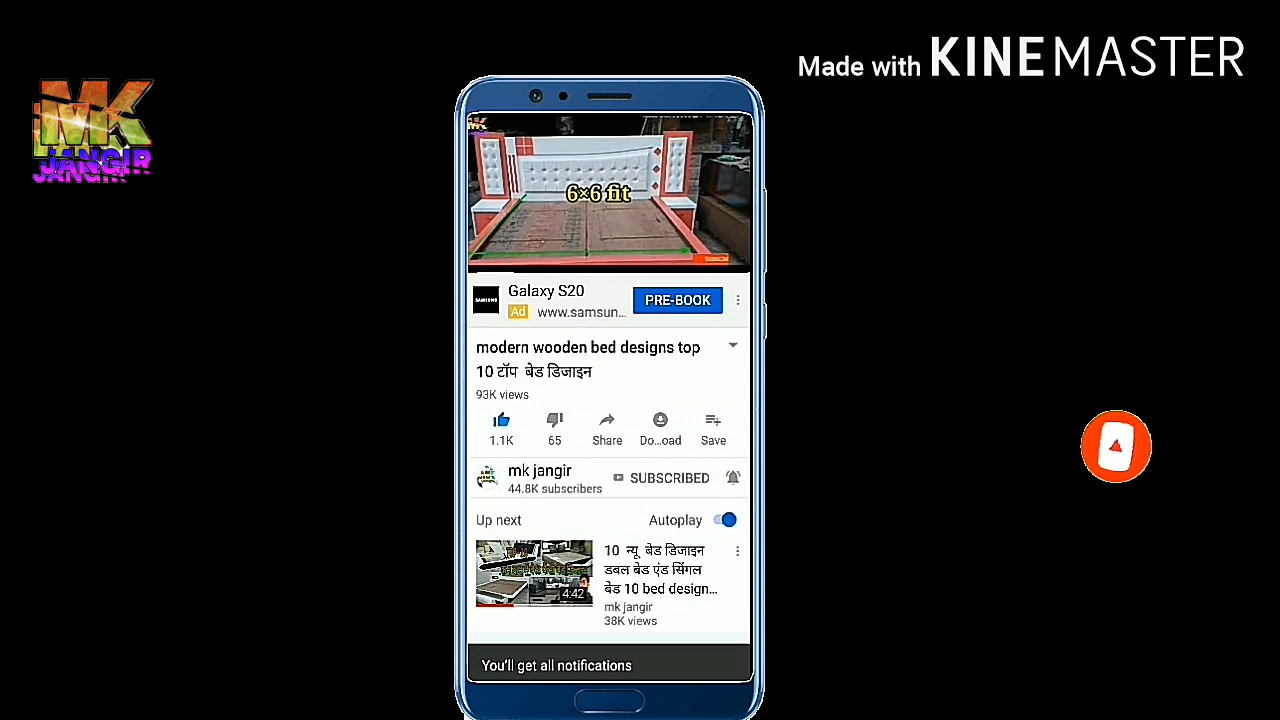 Made with KINEMASTER
MK
JANGIR
MK
6×6 fit
Galaxy S20
SAMSUNG
Ad www.samsun...
PRE-BOOK
modern wooden bed designs top
10 टॉप बेड डिजाइन
93K views
1.1K 65 Share Do...oad Save
mk jangir
44.8K subscribers
SUBSCRIBED
Up next Autoplay
4:42
10 न्यू बेड डिजाइन
डबल बेड एंड सिंगल
बेड 10 bed design...
mk jangir
38K views
You'll get all notifications